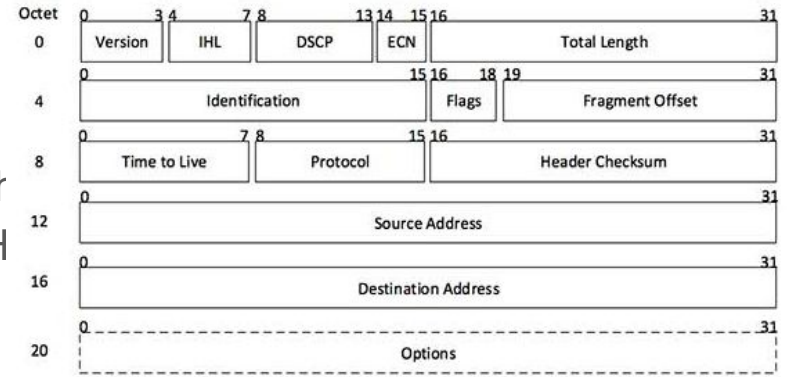 Octet 0 3 4 7 8 13 14 15 16 31
0 Version IHL DSCP ECN Total Length
0 15 16 18 19 31
4 Identification Flags Fragment Offset
0 7 8 15 16 31
8 Time to Live Protocol Header Checksum
0 31
12 Source Address
0 31
16 Destination Address
0 31
20 Options